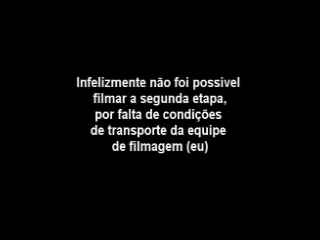 Infelizmente não foi possível
filmar a segunda etapa,
por falta de condições
de transporte da equipe
de filmagem (eu)